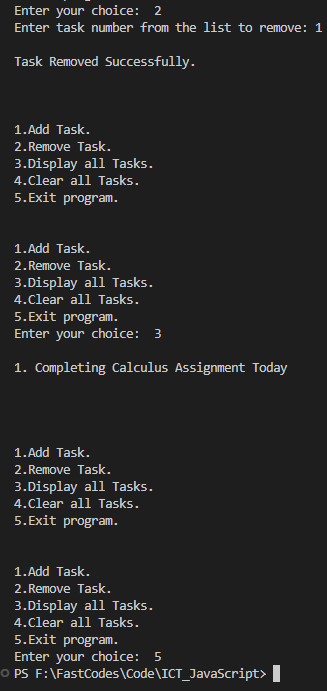 Enter your choice:  2
Enter task number from the list to remove: 1
Task Removed Successfully.
1.Add Task.
2.Remove Task.
3.Display all Tasks.
4.Clear all Tasks.
5.Exit program.
1.Add Task.
2.Remove Task.
3.Display all Tasks.
4.Clear all Tasks.
5.Exit program.
Enter your choice:  3
1. Completing Calculus Assignment Today
1.Add Task.
2.Remove Task.
3.Display all Tasks.
4.Clear all Tasks.
5.Exit program.
1.Add Task.
2.Remove Task.
3.Display all Tasks.
4.Clear all Tasks.
5.Exit program.
Enter your choice:  5
PS F:\FastCodes\Code\ICT_JavaScript>